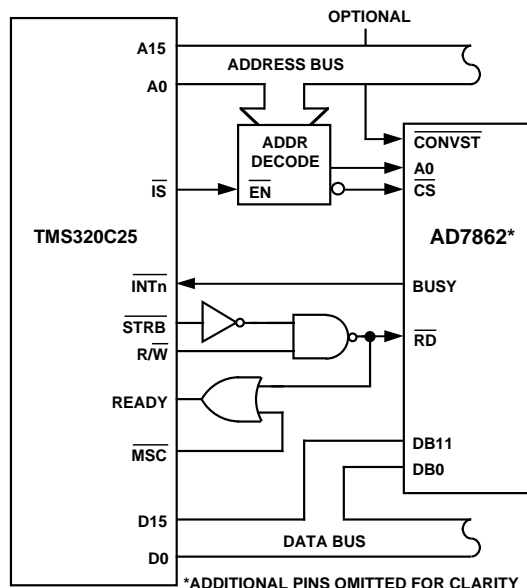 OPTIONAL
A15
ADDRESS BUS
A0
ADDR
DECODE
CONVST
A0
IS
EN
CS
TMS320C25
AD7862*
INTn
BUSY
STRB
R/W
RD
READY
MSC
DB11
DB0
D15
DATA BUS
D0
*ADDITIONAL PINS OMITTED FOR CLARITY